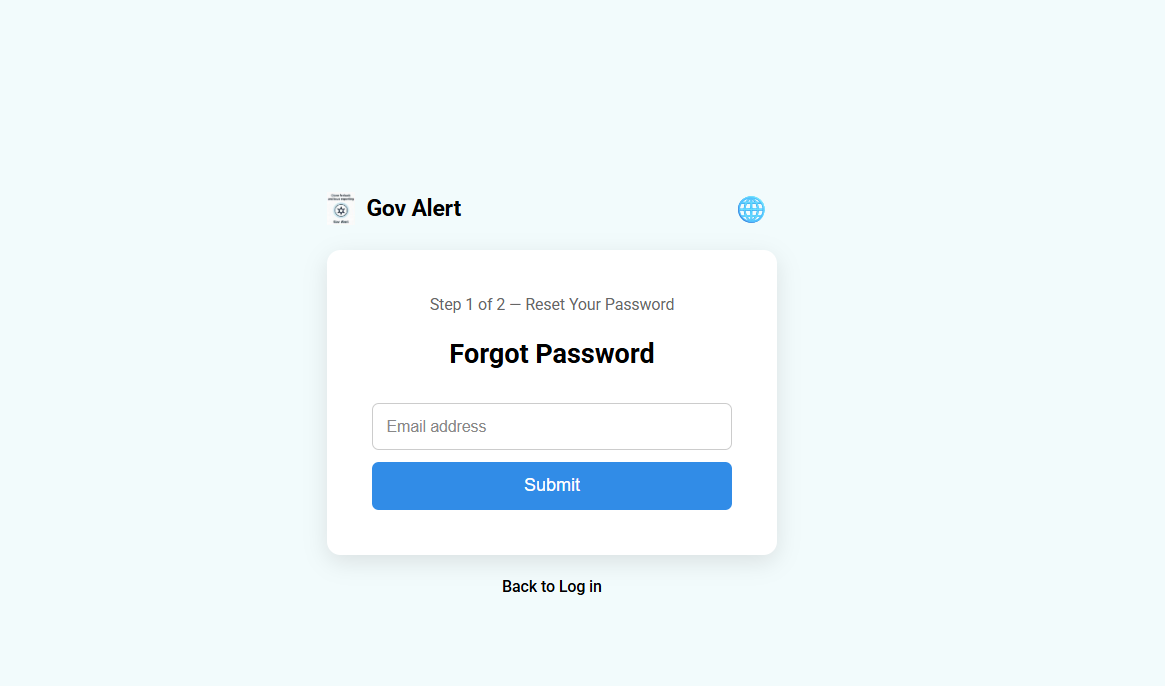 Gov Alert
Step 1 of 2 — Reset Your Password
Forgot Password
Email address
Submit
Back to Log in